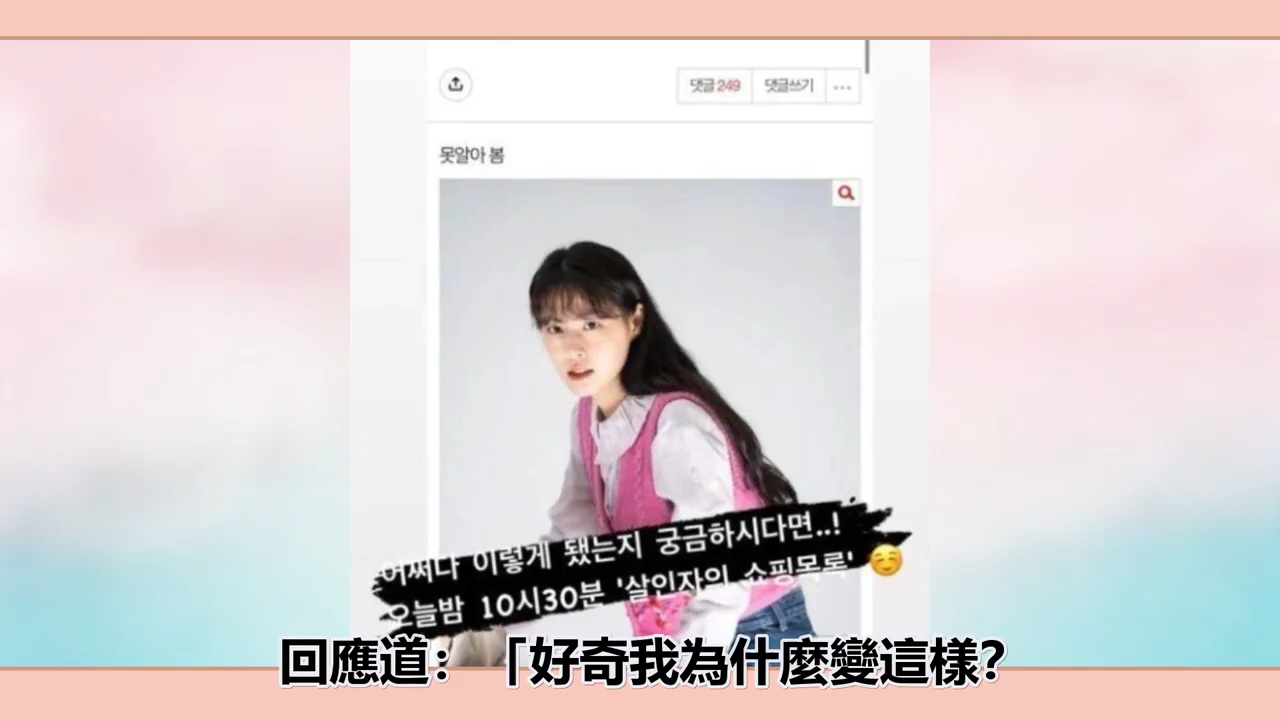 댓글 249 댓글쓰기 ...
못알아 봄
어쩌다 이렇게 됐는지 궁금하시다면..!
오늘밤 10시30분 '살인자의 쇼핑목록'
回應道：「好奇我為什麼變這樣?